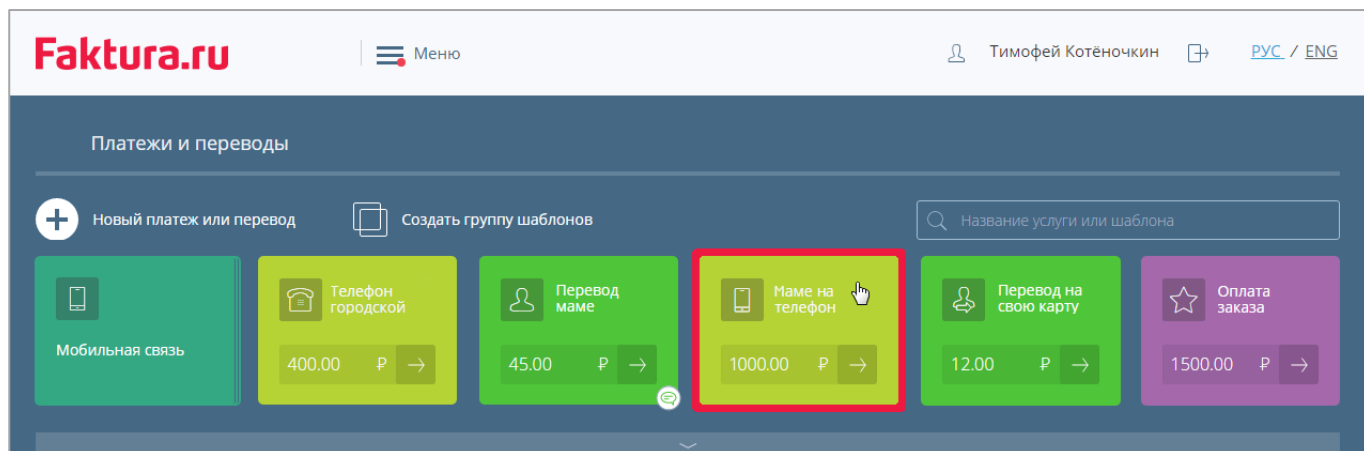 Faktura.ru
Меню
Тимофей Котёночкин
РУС / ENG
Платежи и переводы
Новый платеж или перевод
Создать группу шаблонов
Название услуги или шаблона
Мобильная связь
Телефон
городской
400.00 ₽
Перевод
маме
45.00 ₽
Маме на
телефон
1000.00 ₽
Перевод на
свою карту
12.00 ₽
Оплата
заказа
1500.00 ₽